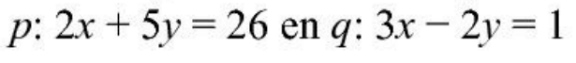 p: 2x + 5y = 26 en q: 3x − 2y = 1